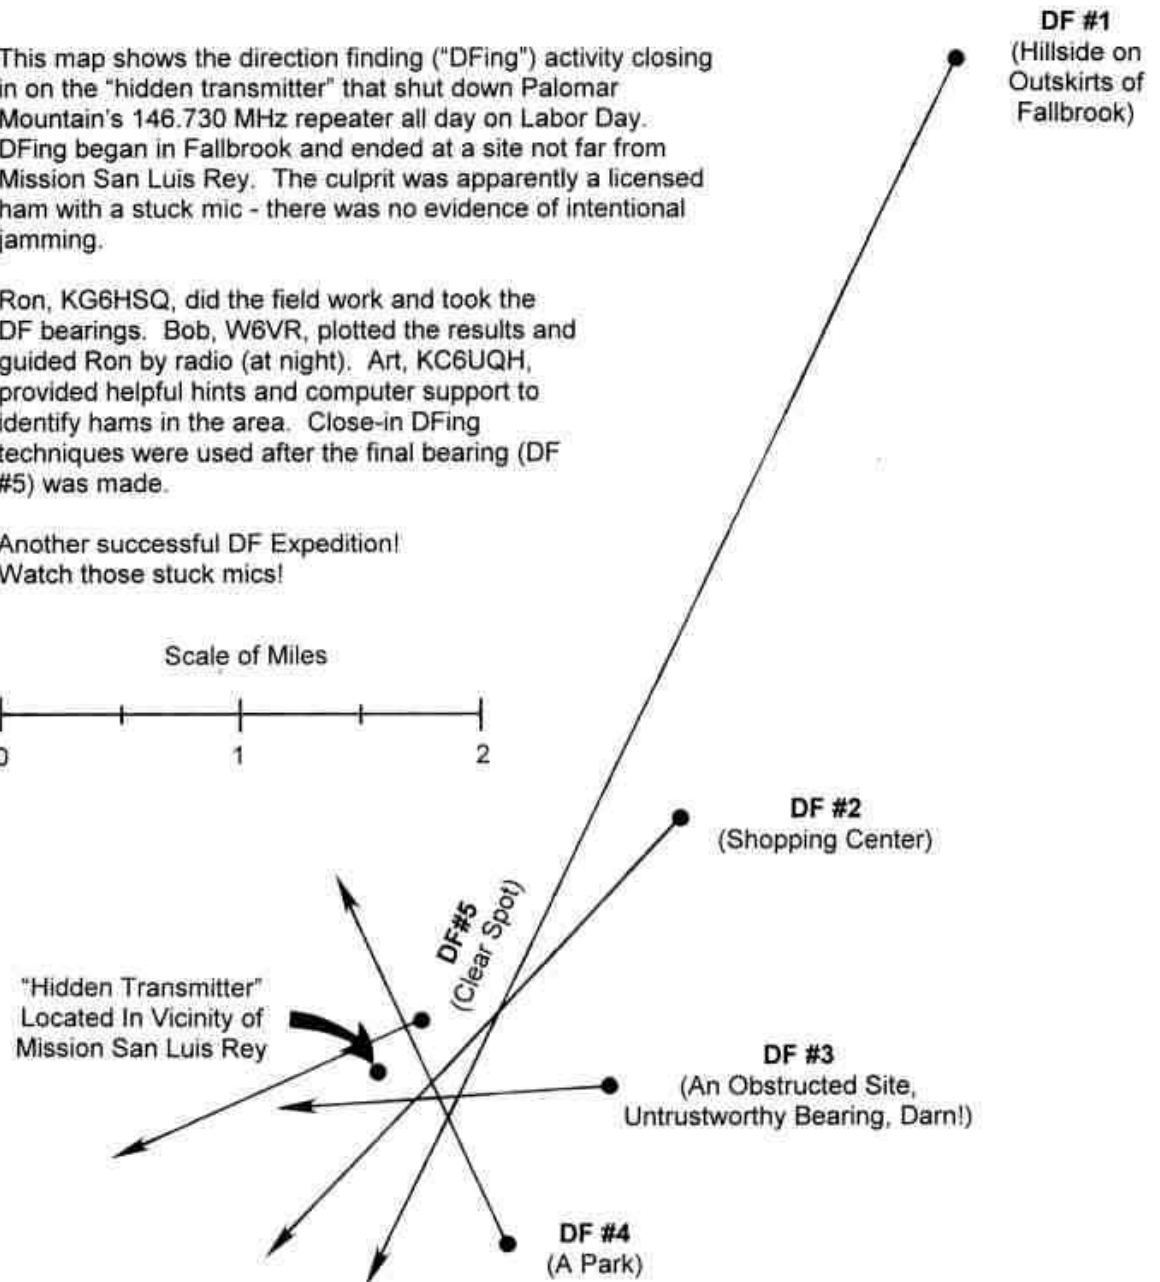 DF #1
(Hillside on
Outskirts of
Fallbrook)
This map shows the direction finding ("DFing") activity closing
in on the "hidden transmitter" that shut down Palomar
Mountain's 146.730 MHz repeater all day on Labor Day.
DFing began in Fallbrook and ended at a site not far from
Mission San Luis Rey.  The culprit was apparently a licensed
ham with a stuck mic - there was no evidence of intentional
jamming.
Ron, KG6HSQ, did the field work and took the
DF bearings.  Bob, W6VR, plotted the results and
guided Ron by radio (at night).  Art, KC6UQH,
provided helpful hints and computer support to
identify hams in the area.  Close-in DFing
techniques were used after the final bearing (DF
#5) was made.
Another successful DF Expedition!
Watch those stuck mics!
Scale of Miles
0 1 2
DF #2
(Shopping Center)
DF#5
(Clear Spot)
"Hidden Transmitter"
Located In Vicinity of
Mission San Luis Rey
DF #3
(An Obstructed Site,
Untrustworthy Bearing, Darn!)
DF #4
(A Park)